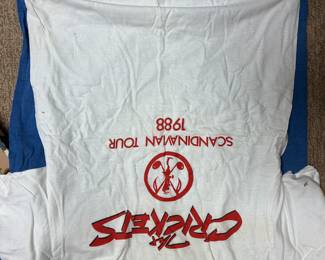 The
CRICKETS
SCANDINAVIAN TOUR
1988